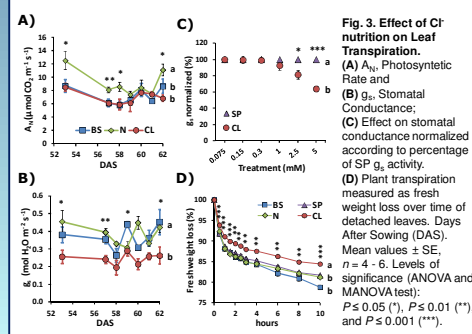 A)
A_N (μmol CO₂ m⁻² s⁻¹)
16
14
12
10
8
6
4
2
0
*
**
*
*
a
b
b
52
54
56
58
60
62
DAS
BS
N
CL
B)
gₛ (mol H₂O m⁻² s⁻¹)
0.6
0.5
0.4
0.3
0.2
0.1
0.0
*
**
*
a
b
52
54
56
58
60
62
DAS
C)
gₛ normalized (%)
100
80
60
40
20
0
*
***
a
b
SP
CL
0.075
0.15
0.3
1
2.5
5
Treatment (mM)
D)
Fresh weight loss (%)
100
95
90
85
80
75
BS
SP
N
CL
a
b
0
2
4
6
8
10
hours
Fig. 3. Effect of Cl⁻
nutrition on Leaf
Transpiration.
(A) A_N, Photosyntetic
Rate and
(B) gₛ, Stomatal
Conductance;
(C) Effect on stomatal
conductance normalized
according to percentage
of SP gₛ activity.
(D) Plant transpiration
measured as fresh
weight loss over time of
detached leaves. Days
After Sowing (DAS).
Mean values ± SE,
n = 4 - 6. Levels of
significance (ANOVA and
MANOVA test):
P ≤ 0.05 (*), P ≤ 0.01 (**)
and P ≤ 0.001 (***).